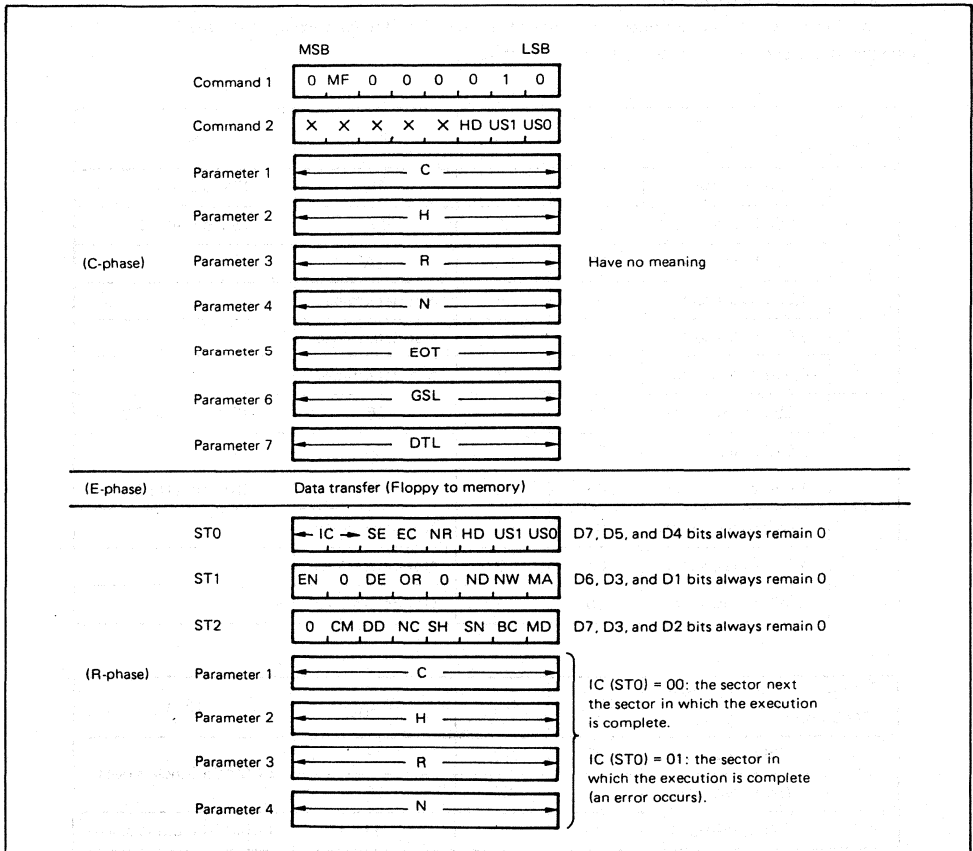 MSB LSB
Command 1 0 MF 0 0 0 0 1 0
Command 2 × × × × × HD US1 US0
Parameter 1 C
Parameter 2 H
(C-phase) Parameter 3 R Have no meaning
Parameter 4 N
Parameter 5 EOT
Parameter 6 GSL
Parameter 7 DTL
(E-phase) Data transfer (Floppy to memory)
ST0 IC SE EC NR HD US1 US0 D7, D5, and D4 bits always remain 0
ST1 EN 0 DE OR 0 ND NW MA D6, D3, and D1 bits always remain 0
ST2 0 CM DD NC SH SN BC MD D7, D3, and D2 bits always remain 0
(R-phase) Parameter 1 C
Parameter 2 H
Parameter 3 R
Parameter 4 N
IC (ST0) = 00: the sector next
the sector in which the execution
is complete.
IC (ST0) = 01: the sector in
which the execution is complete
(an error occurs).